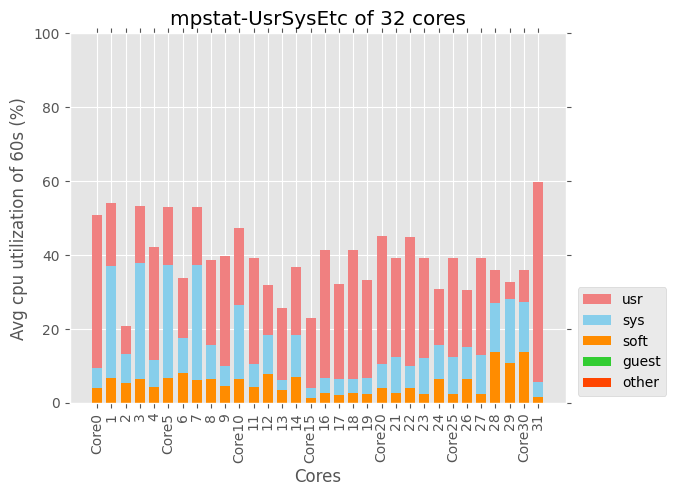 mpstat-UsrSysEtc of 32 cores
Avg cpu utilization of 60s (%)
100
80
60
40
20
0
Core0
1
2
3
4
Core5
6
7
8
9
Core10
11
12
13
14
Core15
16
17
18
19
Core20
21
22
23
24
Core25
26
27
28
29
Core30
31
Cores
usr
sys
soft
guest
other